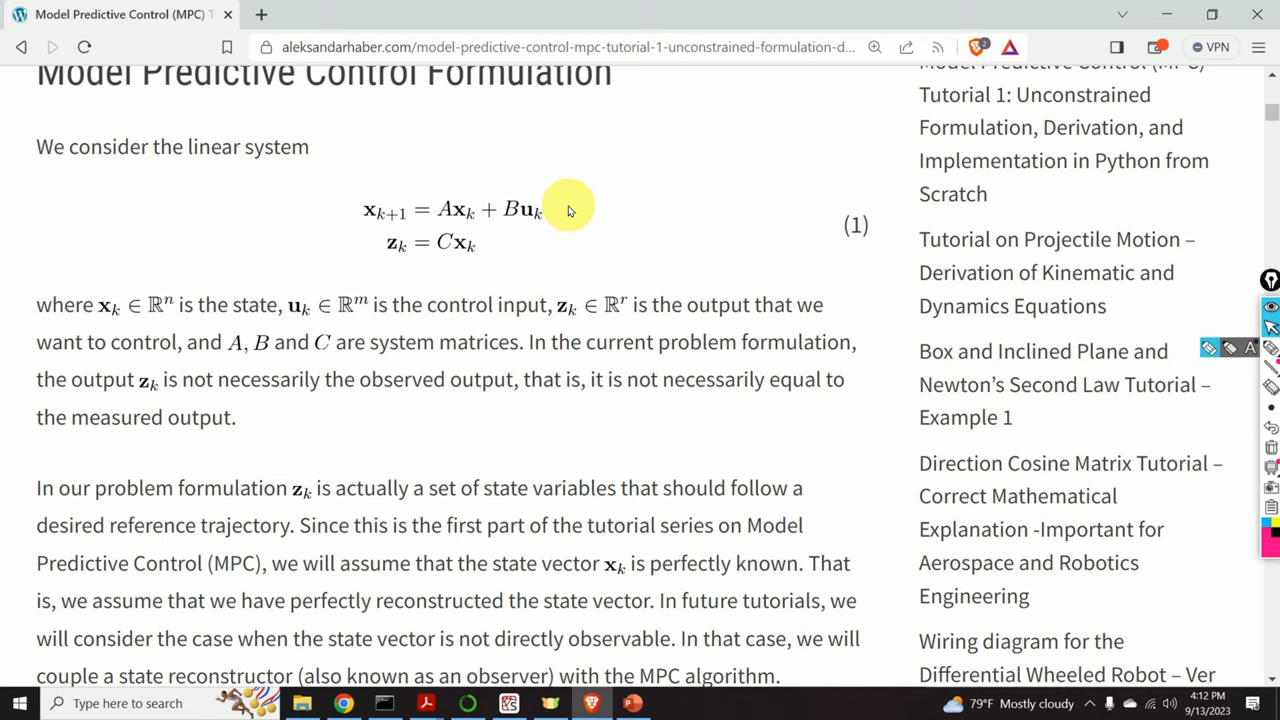 Model Predictive Control (MPC) T
aleksandarhaber.com/model-predictive-control-mpc-tutorial-1-unconstrained-formulation-d...
2
VPN
Model Predictive Control Formulation
We consider the linear system
x_{k+1} = Ax_k + Bu_k
z_k = Cx_k
(1)
where x_k ∈ ℝ^n is the state, u_k ∈ ℝ^m is the control input, z_k ∈ ℝ^r is the output that we
want to control, and A, B and C are system matrices. In the current problem formulation,
the output z_k is not necessarily the observed output, that is, it is not necessarily equal to
the measured output.
In our problem formulation z_k is actually a set of state variables that should follow a
desired reference trajectory. Since this is the first part of the tutorial series on Model
Predictive Control (MPC), we will assume that the state vector x_k is perfectly known. That
is, we assume that we have perfectly reconstructed the state vector. In future tutorials, we
will consider the case when the state vector is not directly observable. In that case, we will
couple a state reconstructor (also known as an observer) with the MPC algorithm.
Model Predictive Control (MPC)
Tutorial 1: Unconstrained
Formulation, Derivation, and
Implementation in Python from
Scratch
Tutorial on Projectile Motion –
Derivation of Kinematic and
Dynamics Equations
Box and Inclined Plane and
Newton's Second Law Tutorial –
Example 1
Direction Cosine Matrix Tutorial –
Correct Mathematical
Explanation -Important for
Aerospace and Robotics
Engineering
Wiring diagram for the
Differential Wheeled Robot – Ver
A
Type here to search
79°F Mostly cloudy
4:12 PM
9/13/2023